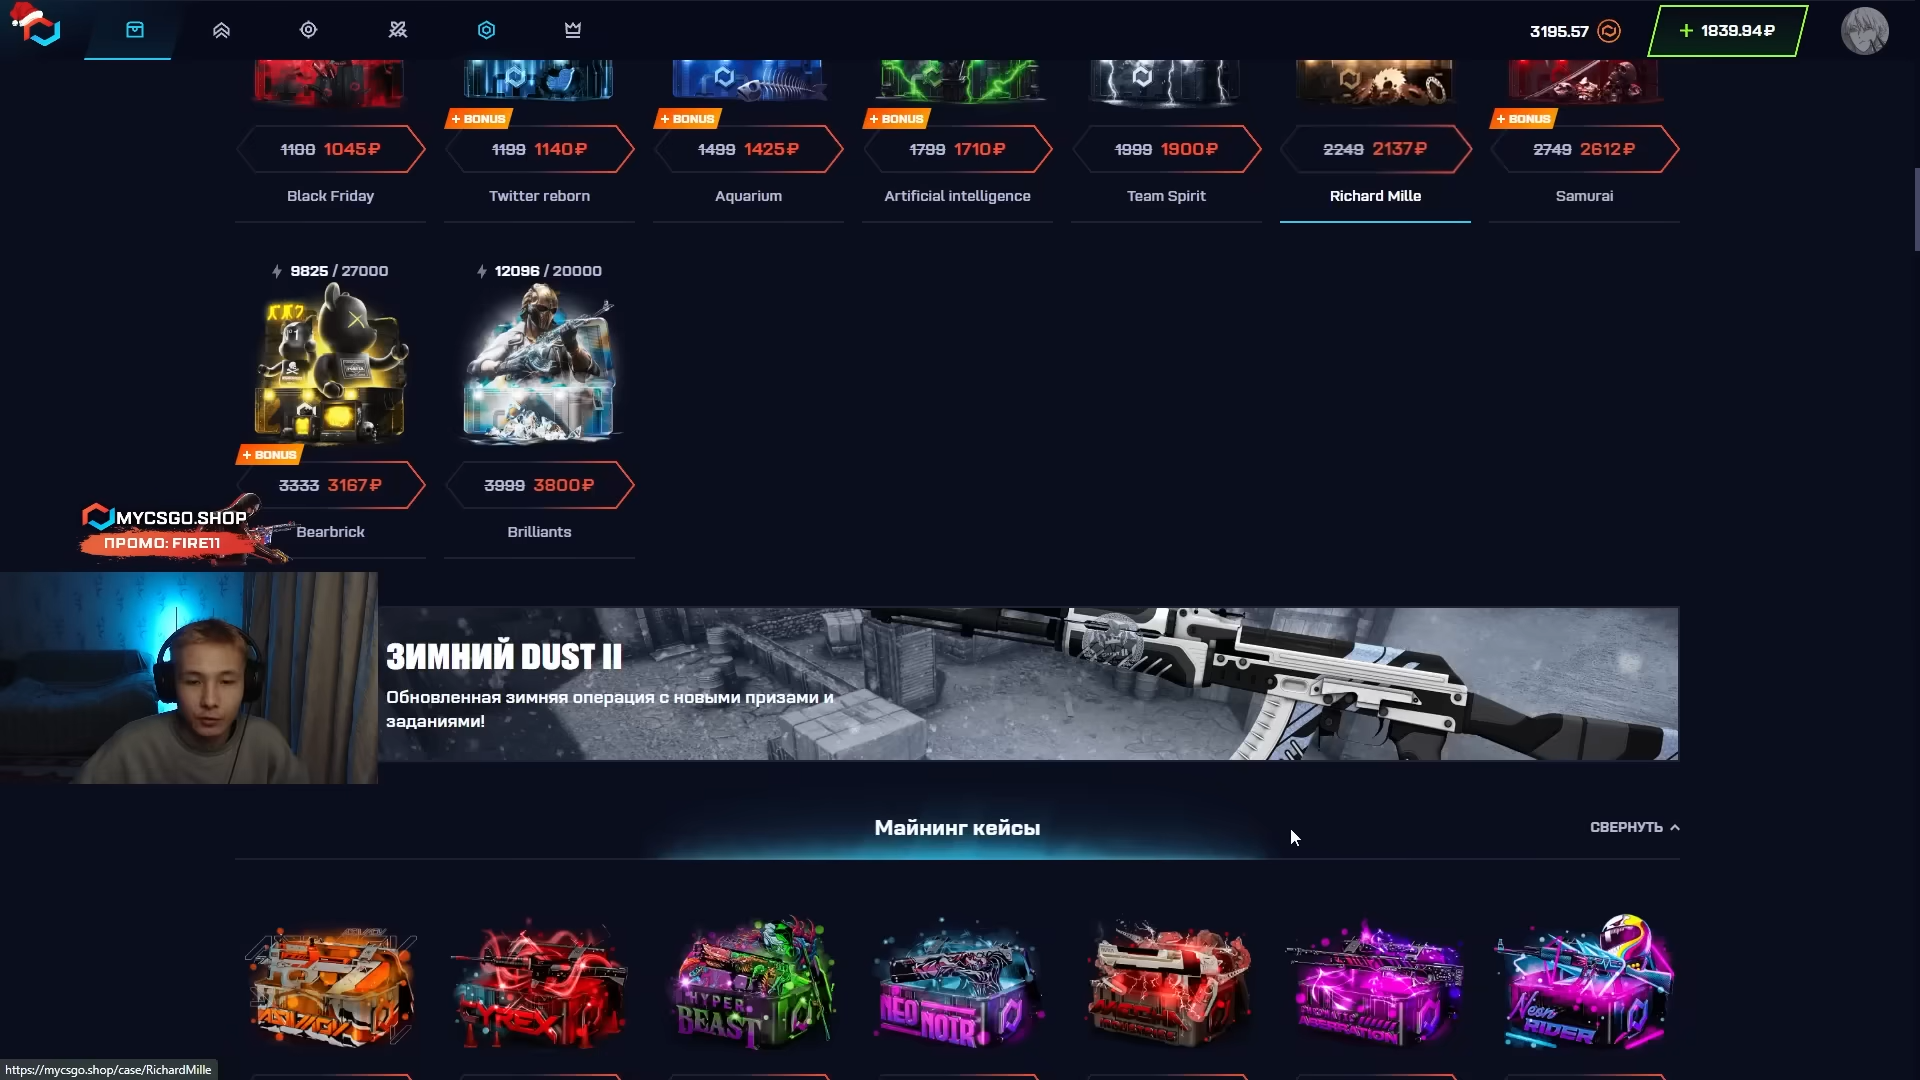 3195.57
+ 1839.94₽
+ BONUS
+ BONUS
+ BONUS
+ BONUS
1100 1045₽
1199 1140₽
1499 1425₽
1799 1710₽
1999 1900₽
2249 2137₽
2749 2612₽
Black Friday
Twitter reborn
Aquarium
Artificial intelligence
Team Spirit
Richard Mille
Samurai
9825 / 27000
12096 / 20000
+ BONUS
3333 3167₽
3999 3800₽
Bearbrick
Brilliants
MYCSGO.SHOP
ПРОМО: FIRE11
ЗИМНИЙ DUST II
Обновленная зимняя операция с новыми призами и
заданиями!
Майнинг кейсы
СВЕРНУТЬ
HYPER
BEAST
NEO NOIR
Neon
RIDER
https://mycsgo.shop/case/RichardMille